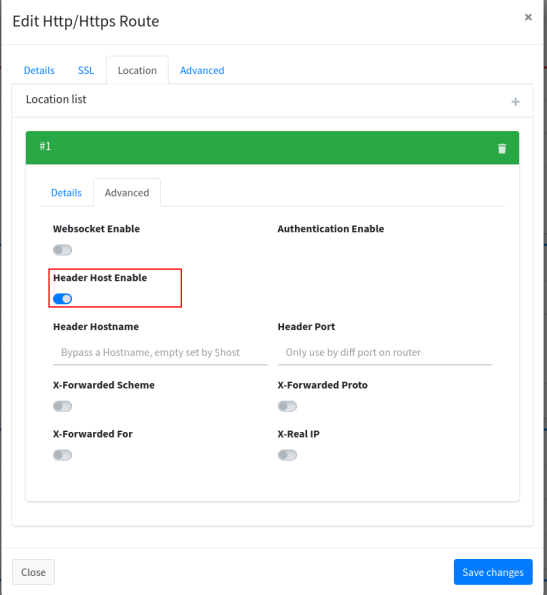 Edit Http/Https Route
×
Details SSL Location Advanced
Location list
+
#1
Details Advanced
Websocket Enable Authentication Enable
Header Host Enable
Header Hostname Header Port
Bypass a Hostname, empty set by $host Only use by diff port on router
X-Forwarded Scheme X-Forwarded Proto
X-Forwarded For X-Real IP
Close Save changes